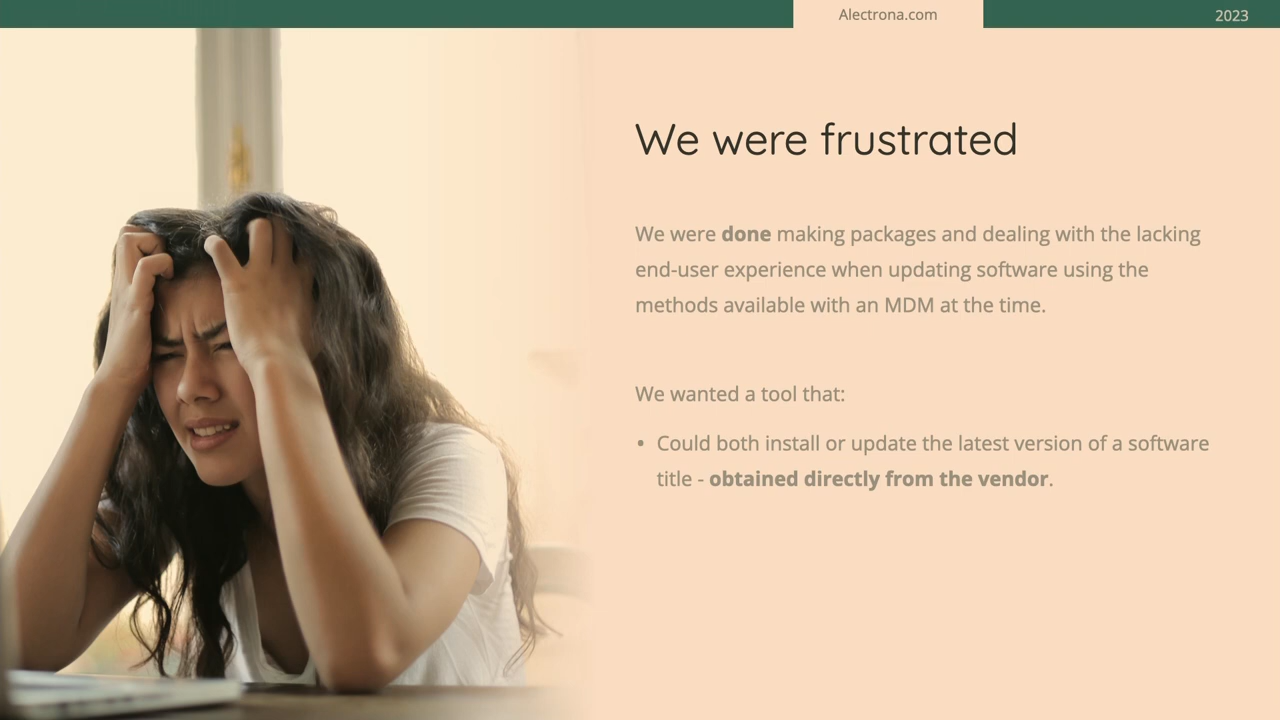 Alectrona.com
2023
We were frustrated
We were done making packages and dealing with the lacking
end-user experience when updating software using the
methods available with an MDM at the time.
We wanted a tool that:
• Could both install or update the latest version of a software
title - obtained directly from the vendor.